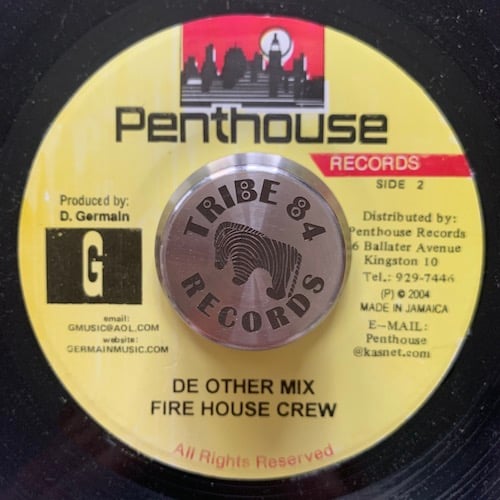 Penthouse
RECORDS
SIDE 2
Produced by:
D. Germain
G
email:
GMUSIC@AOL.COM
website:
GERMAINMUSIC.COM
TRIBE 84
RECORDS
Distributed by:
Penthouse Records
6 Ballater Avenue
Kingston 10
Tel.: 929-7446
(P) © 2004
MADE IN JAMAICA
E-MAIL:
Penthouse
@kasnet.com
DE OTHER MIX
FIRE HOUSE CREW
All Rights Reserved